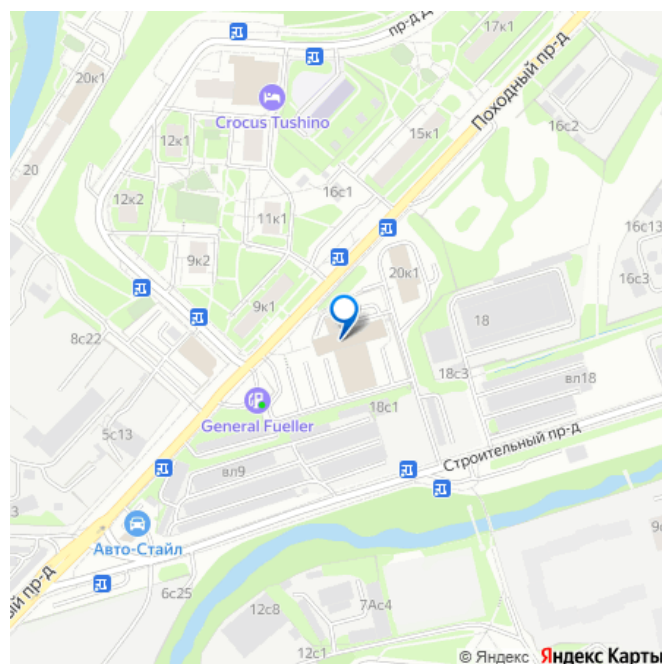 пр-д Д
17к1
20к1
Походный пр-д
Crocus Tushino
15к1
16с2
12к1
20
16с1
12к2
11к1
16с13
9к2
20к1
16с3
9к1
18
8с22
18с3
вл18
18с1
General Fueller
5с13
Строительный пр-д
вл9
3
Авто-Стайл
ый пр-д
6с25
12с8
7Ас4
12с1
© Яндекс Яндекс Карты